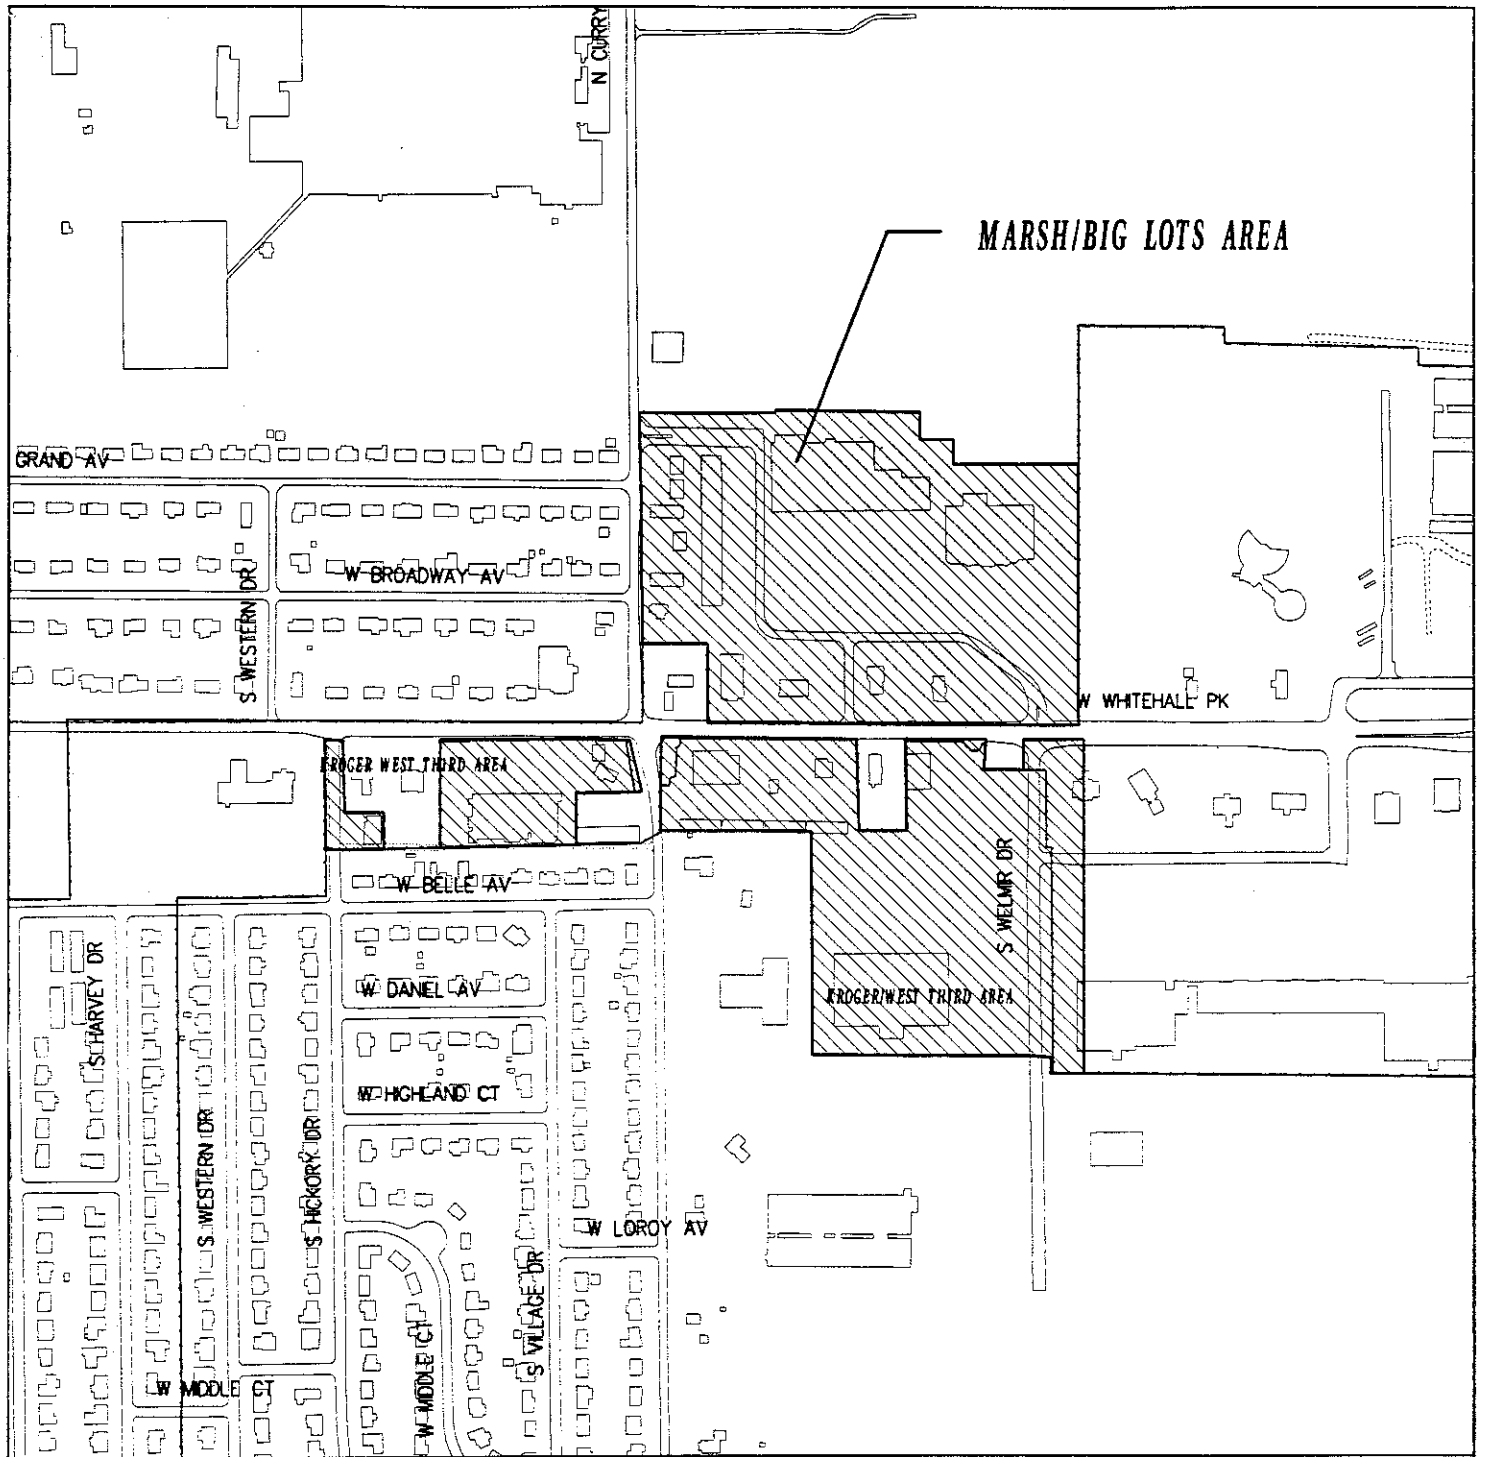 N CURRY
MARSH/BIG LOTS AREA
GRAND AV
W BROADWAY AV
S WESTERN DR
W WHITEHALL PK
KROGER WEST THIRD AREA
W BELLE AV
S WELMR DR
S HARVEY DR
W DANIEL AV
KROGER/WEST THIRD AREA
W HIGHLAND CT
S WESTERN DR
S HICKORY DR
W LOROY AV
S VILLAGE DR
W MIDDLE CT
W MIDDLE CT